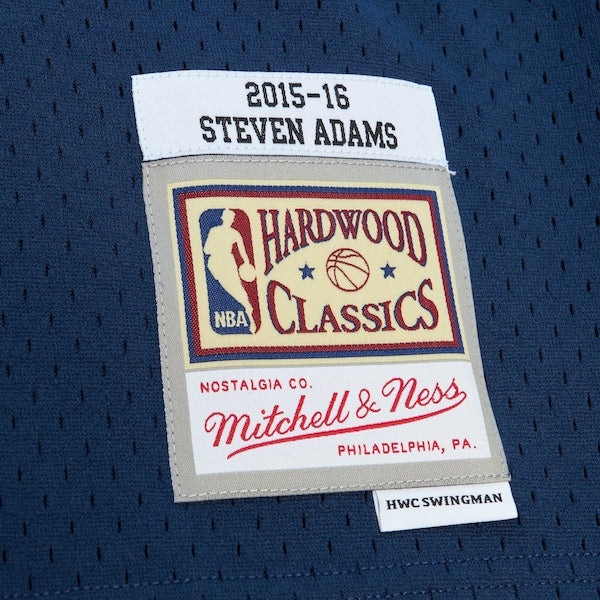 2015-16
STEVEN ADAMS
HARDWOOD
CLASSICS
NBA
NOSTALGIA CO.
Mitchell & Ness
PHILADELPHIA, PA.
HWC SWINGMAN